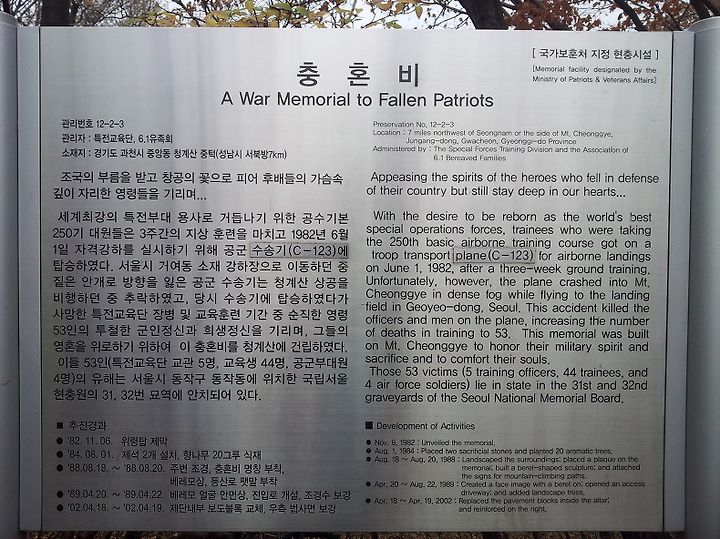 [ 국가보훈처 지정 현충시설 ]
[Memorial facility designated by the
Ministry of Patriots & Veterans Affairs]
충 혼 비
A War Memorial to Fallen Patriots
관리번호 12-2-3
관리자 : 특전교육단, 6.1유족회
소재지 : 경기도 과천시 중앙동 청계산 중턱(성남시 서북방7km)
조국의 부름을 받고 창공의 꽃으로 피어 후배들의 가슴속
깊이 자리한 영령들을 기리며...
세계최강의 특전부대 용사로 거듭나기 위한 공수기본
250기 대원들은 3주간의 지상 훈련을 마치고 1982년 6월
1일 자격강하를 실시하기 위해 공군 수송기(C-123)에
탑승하였다. 서울시 거여동 소재 강하장으로 이동하던 중
짙은 안개로 방향을 잃은 공군 수송기는 청계산 상공을
비행하던 중 추락하였고, 당시 수송기에 탑승하였다가
사망한 특전교육단 장병 및 교육훈련 기간 중 순직한 영령
53인의 투철한 군인정신과 희생정신을 기리며, 그들의
영혼을 위로하기 위하여 이 충혼비를 청계산에 건립하였다.
이들 53인(특전교육단 교관 5명, 교육생 44명, 공군부대원
4명)의 유해는 서울시 동작구 동작동에 위치한 국립서울
현충원의 31, 32번 묘역에 안치되어 있다.
■ 추진경과
● '82. 11. 06. 위령탑 제막
● '84. 08. 01. 제석 2개 설치, 향나무 20그루 식재
● '88.08.18. ~ '88.08.20. 주변 조경, 충혼비 명칭 부착,
베레모상, 등산로 팻말 부착
● '89.04.20. ~ '89.04.22. 베레모 얼굴 안면상, 진입로 개설, 조경수 보강
● '02.04.18. ~ '02.04.19. 제단내부 보도블록 교체, 우측 법사면 보강
Preservation No. 12-2-3
Location : 7 miles northwest of Seongnam or the side of Mt. Cheonggye,
Jungang-dong, Gwacheon, Gyeonggi-do Province
Administered by : The Special Forces Training Division and the Association of
6.1 Bereaved Families
Appeasing the spirits of the heroes who fell in defense
of their country but still stay deep in our hearts...
With the desire to be reborn as the world's best
special operations forces, trainees who were taking
the 250th basic airborne training course got on a
troop transport plane(C-123) for airborne landings
on June 1, 1982, after a three-week ground training.
Unfortunately, however, the plane crashed into Mt.
Cheonggye in dense fog while flying to the landing
field in Geoyeo-dong, Seoul. This accident killed the
officers and men on the plane, increasing the number
of deaths in training to 53. This memorial was built
on Mt. Cheonggye to honor their military spirit and
sacrifice and to comfort their souls.
Those 53 victims (5 training officers, 44 trainees, and
4 air force soldiers) lie in state in the 31st and 32nd
graveyards of the Seoul National Memorial Board.
■ Development of Activities
● Nov, 6, 1982 : Unveiled the memorial.
● Aug, 1, 1984 : Placed two sacrificial stones and planted 20 aromatic trees.
● Aug, 18 ~ Aug, 20, 1988 : Landscaped the surroundings; placed a plaque on the
memorial; built a beret-shaped sculpture; and attached
the signs for mountain-climbing paths.
● Apr, 20 ~ Aug, 22, 1989 : Created a face image with a beret on; opened an access
driveway; and added landscape trees.
● Apr, 18 ~ Apr, 19, 2002 : Replaced the pavement blocks inside the altar;
and reinforced on the right.